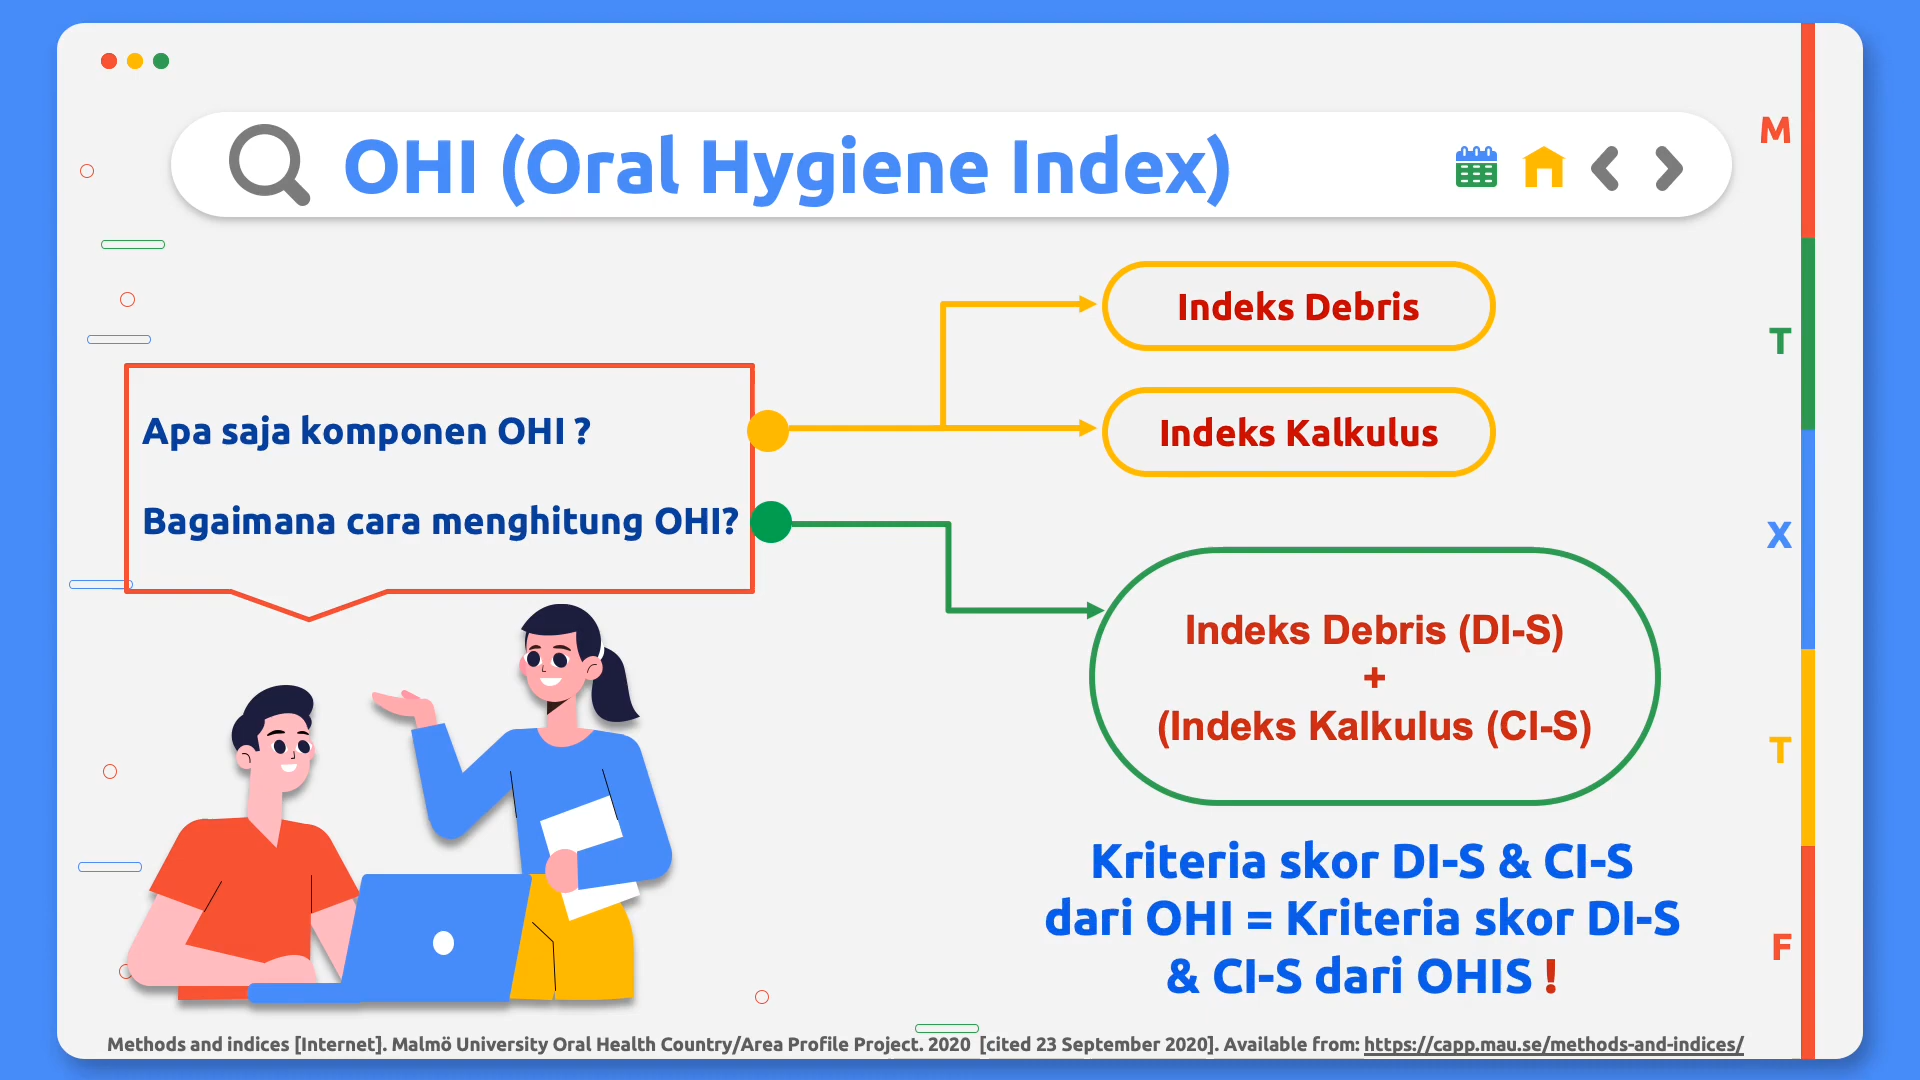 OHI (Oral Hygiene Index)
M
T
X
T
F
Apa saja komponen OHI ?
Bagaimana cara menghitung OHI?
Indeks Debris
Indeks Kalkulus
Indeks Debris (DI-S)
+
(Indeks Kalkulus (CI-S)
Kriteria skor DI-S & CI-S
dari OHI = Kriteria skor DI-S
& CI-S dari OHIS !
Methods and indices [Internet]. Malmö University Oral Health Country/Area Profile Project. 2020 [cited 23 September 2020]. Available from: https://capp.mau.se/methods-and-indices/